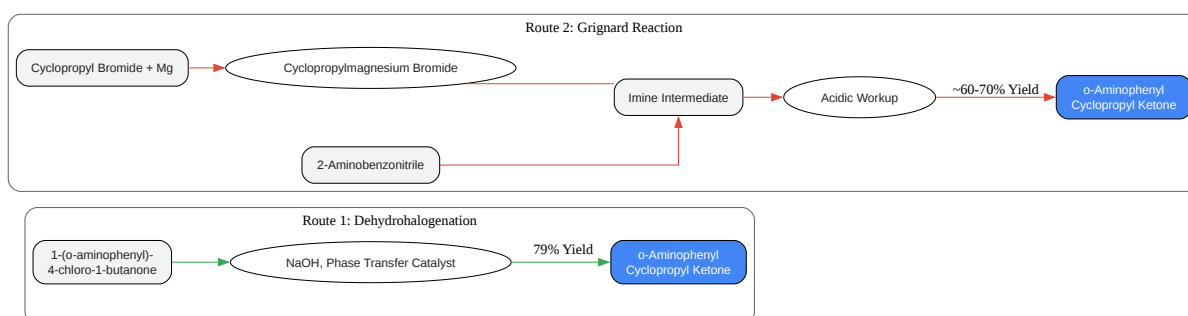 Route 2: Grignard Reaction
Cyclopropyl Bromide + Mg
Cyclopropylmagnesium Bromide
Imine Intermediate
Acidic Workup
~60-70% Yield
o-Aminophenyl
Cyclopropyl Ketone
2-Aminobenzonitrile
Route 1: Dehydrohalogenation
1-(o-aminophenyl)-
4-chloro-1-butanone
NaOH, Phase Transfer Catalyst
79% Yield
o-Aminophenyl
Cyclopropyl Ketone